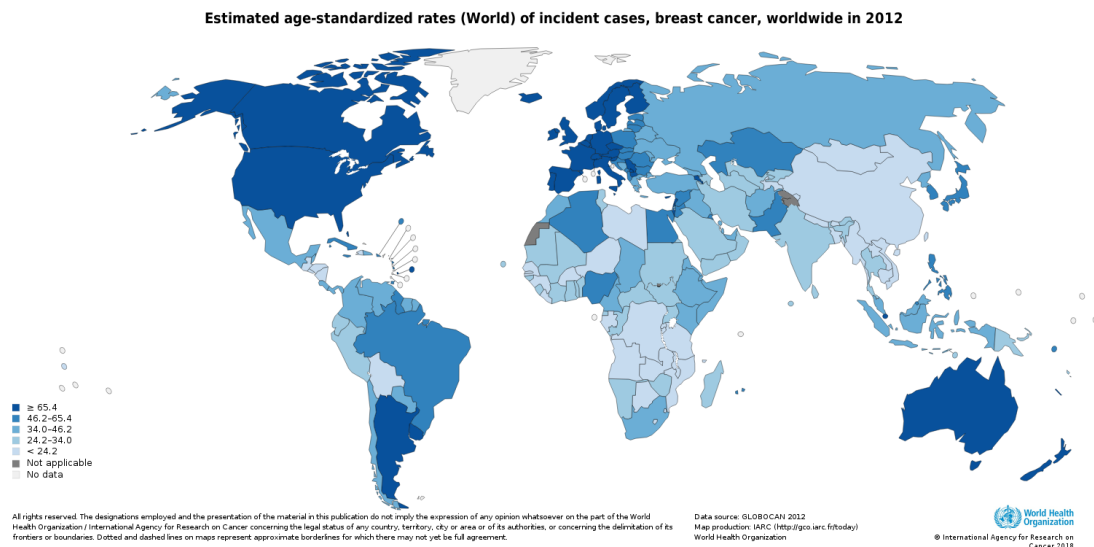 Estimated age-standardized rates (World) of incident cases, breast cancer, worldwide in 2012
≥ 65.4
46.2–65.4
34.0–46.2
24.2–34.0
< 24.2
Not applicable
No data
All rights reserved. The designations employed and the presentation of the material in this publication do not imply the expression of any opinion whatsoever on the part of the World
Health Organization / International Agency for Research on Cancer concerning the legal status of any country, territory, city or area or of its authorities, or concerning the delimitation of its
frontiers or boundaries. Dotted and dashed lines on maps represent approximate borderlines for which there may not yet be full agreement.
Data source: GLOBOCAN 2012
Map production: IARC (http://gco.iarc.fr/today)
World Health Organization
World Health
Organization
© International Agency for Research on
Cancer 2018